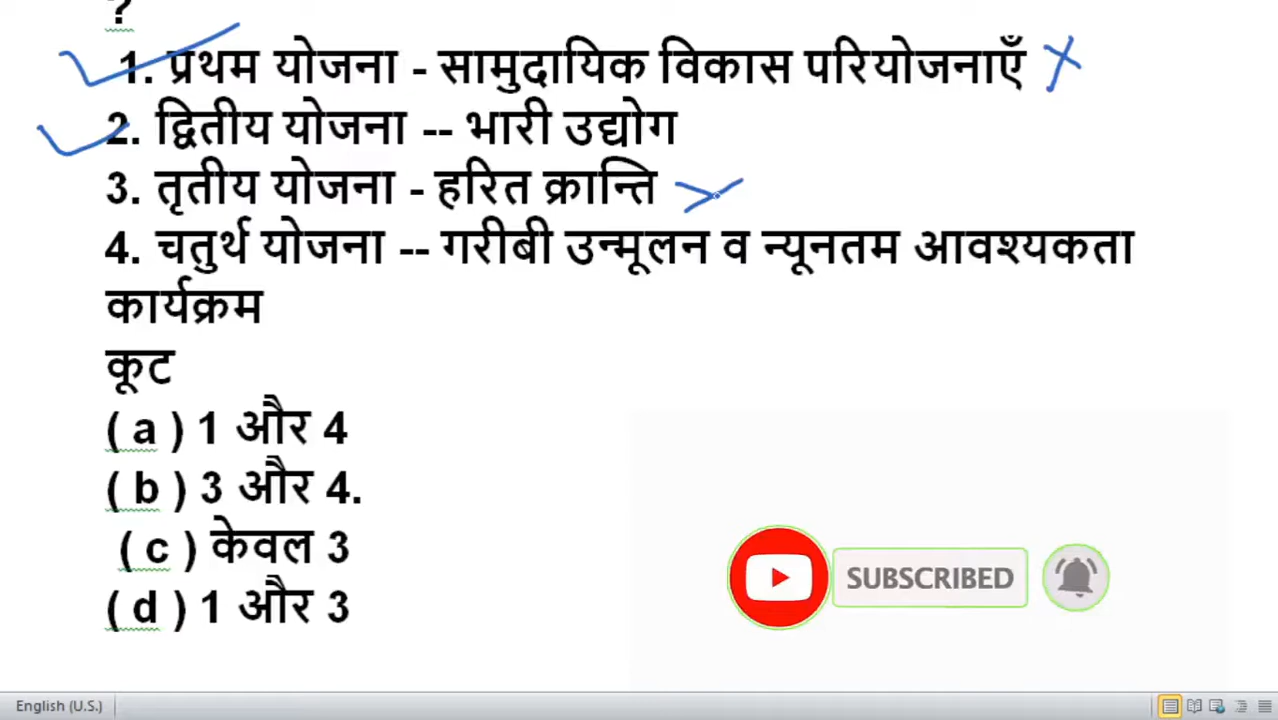 ?
1. प्रथम योजना - सामुदायिक विकास परियोजनाएँ
2. द्वितीय योजना -- भारी उद्योग
3. तृतीय योजना - हरित क्रान्ति
4. चतुर्थ योजना -- गरीबी उन्मूलन व न्यूनतम आवश्यकता
कार्यक्रम
कूट
( a ) 1 और 4
( b ) 3 और 4.
( c ) केवल 3
( d ) 1 और 3
SUBSCRIBED
English (U.S.)